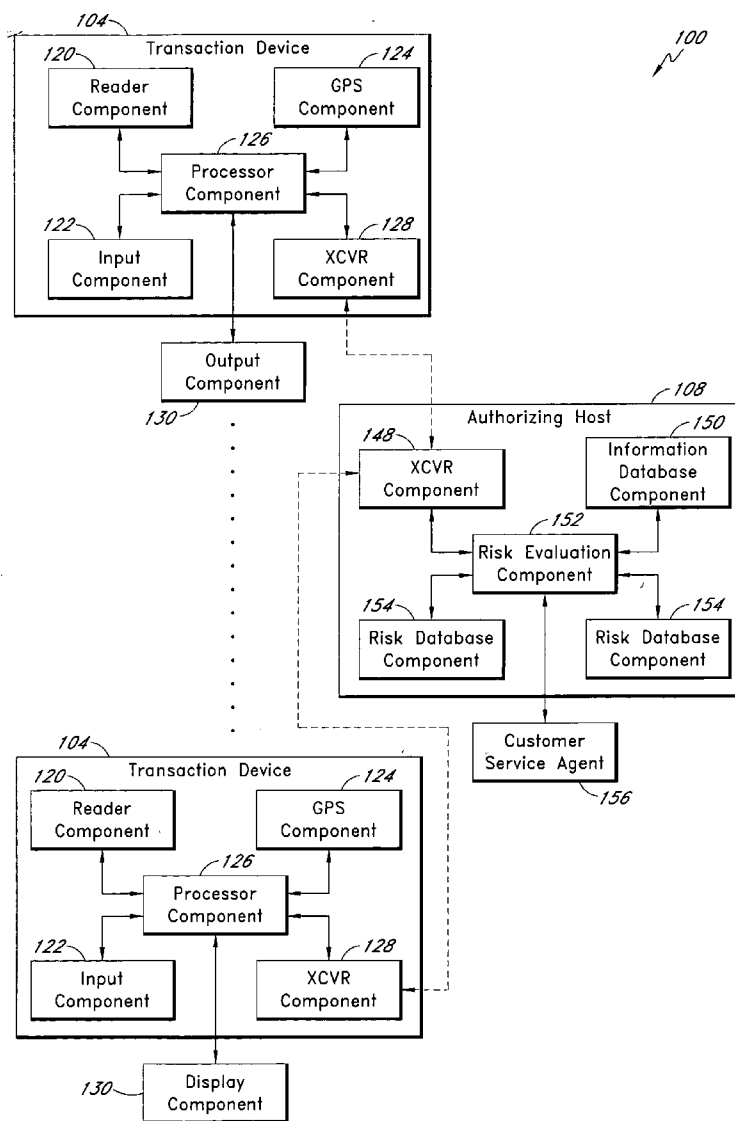 100
104
Transaction Device
120
Reader
Component
124
GPS
Component
126
Processor
Component
122
Input
Component
128
XCVR
Component
Output
Component
130
108
Authorizing Host
148
XCVR
Component
150
Information
Database
Component
152
Risk Evaluation
Component
154
Risk Database
Component
154
Risk Database
Component
Customer
Service Agent
156
104
Transaction Device
120
Reader
Component
124
GPS
Component
126
Processor
Component
122
Input
Component
128
XCVR
Component
130
Display
Component